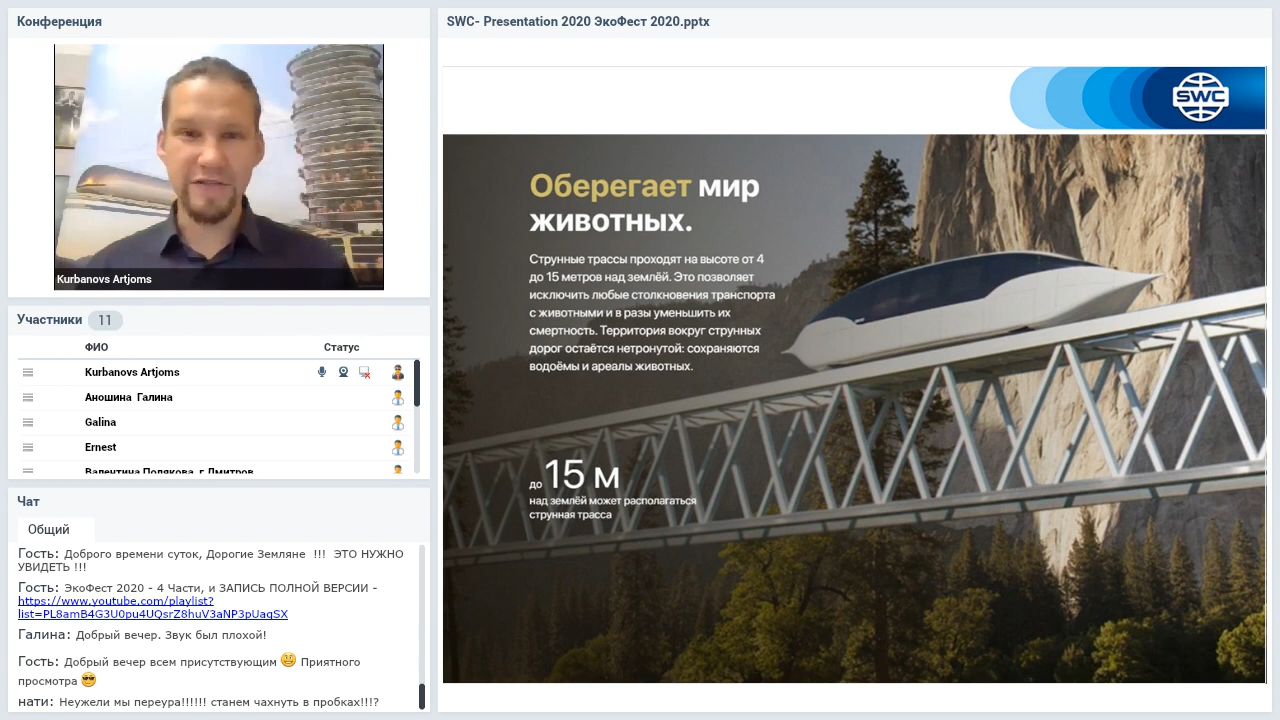 Конференция
Kurbanovs Artjoms
Участники 11
ФИО Статус
Kurbanovs Artjoms
Аношина Галина
Galina
Ernest
Валентина Полякова г.Дмитров
Чат
Общий
Гость: Доброго времени суток, Дорогие Земляне !!! ЭТО НУЖНО
УВИДЕТЬ !!!
Гость: ЭкоФест 2020 - 4 Части, и ЗАПИСЬ ПОЛНОЙ ВЕРСИИ -
https://www.youtube.com/playlist?
list=PL8amB4G3U0pu4UQsrZ8huV3aNP3pUaqSX
Галина: Добрый вечер. Звук был плохой!
Гость: Добрый вечер всем присутствующим Приятного
просмотра
нати: Неужели мы переура!!!!!! станем чахнуть в пробках!!!?
SWC- Presentation 2020 ЭкоФест 2020.pptx
SWC
Оберегает мир
животных.
Струнные трассы проходят на высоте от 4
до 15 метров над землёй. Это позволяет
исключить любые столкновения транспорта
с животными и в разы уменьшить их
смертность. Территория вокруг струнных
дорог остаётся нетронутой: сохраняются
водоёмы и ареалы животных.
до 15 м
над землёй может располагаться
струнная трасса